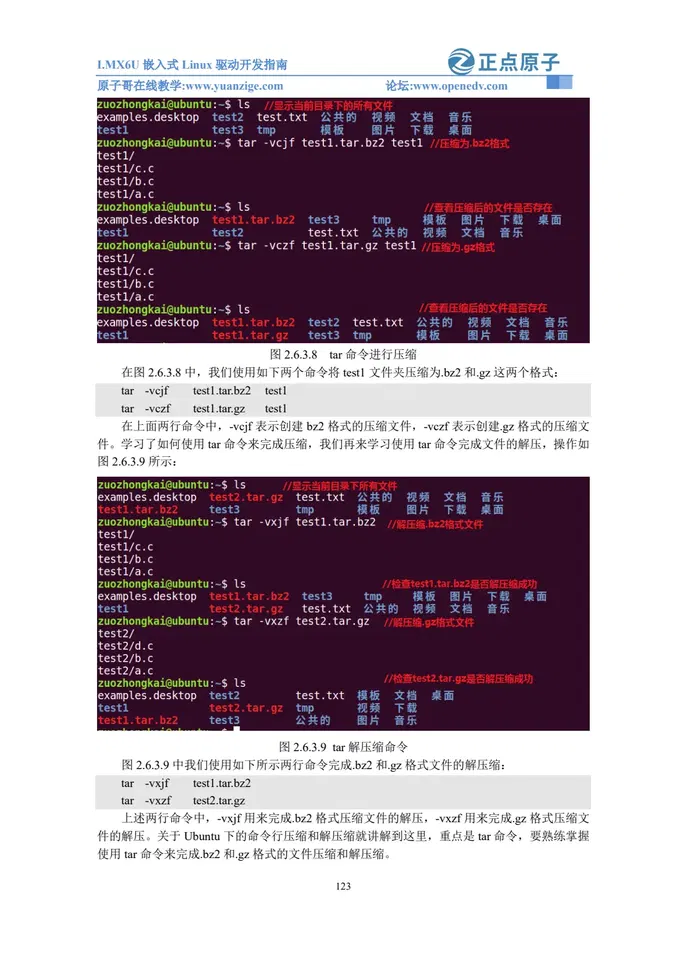 I.MX6U 嵌入式 Linux 驱动开发指南
正点原子
原子哥在线教学:www.yuanzige.com 论坛:www.openedv.com
zuozhongkai@ubuntu:~$ ls //显示当前目录下的所有文件
examples.desktop test2 test.txt 公共的 视频 文档 音乐
test1 test3 tmp 模板 图片 下载 桌面
zuozhongkai@ubuntu:~$ tar -vcjf test1.tar.bz2 test1 //压缩为.bz2格式
test1/
test1/c.c
test1/b.c
test1/a.c
zuozhongkai@ubuntu:~$ ls //查看压缩后的文件是否存在
examples.desktop test1.tar.bz2 test3 tmp 模板 图片 下载 桌面
test1 test2 test.txt 公共的 视频 文档 音乐
zuozhongkai@ubuntu:~$ tar -vczf test1.tar.gz test1 //压缩为.gz格式
test1/
test1/c.c
test1/b.c
test1/a.c
zuozhongkai@ubuntu:~$ ls //查看压缩后的文件是否存在
examples.desktop test1.tar.bz2 test2 test.txt 公共的 视频 文档 音乐
test1 test1.tar.gz test3 tmp 模板 图片 下载 桌面
图 2.6.3.8 tar 命令进行压缩
在图 2.6.3.8 中，我们使用如下两个命令将 test1 文件夹压缩为.bz2 和.gz 这两个格式：
tar -vcjf test1.tar.bz2 test1
tar -vczf test1.tar.gz test1
在上面两行命令中，-vcjf 表示创建 bz2 格式的压缩文件，-vczf 表示创建.gz 格式的压缩文
件。学习了如何使用 tar 命令来完成压缩，我们再来学习使用 tar 命令完成文件的解压，操作如
图 2.6.3.9 所示：
zuozhongkai@ubuntu:~$ ls //显示当前目录下所有文件
examples.desktop test2.tar.gz test.txt 公共的 视频 文档 音乐
test1.tar.bz2 test3 tmp 模板 图片 下载 桌面
zuozhongkai@ubuntu:~$ tar -vxjf test1.tar.bz2 //解压缩.bz2格式文件
test1/
test1/c.c
test1/b.c
test1/a.c
zuozhongkai@ubuntu:~$ ls //检查test1.tar.bz2是否解压缩成功
examples.desktop test1.tar.bz2 test3 tmp 模板 图片 下载 桌面
test1 test2.tar.gz test.txt 公共的 视频 文档 音乐
zuozhongkai@ubuntu:~$ tar -vxzf test2.tar.gz //解压缩.gz格式文件
test2/
test2/d.c
test2/b.c
test2/a.c
zuozhongkai@ubuntu:~$ ls //检查test2.tar.gz是否解压缩成功
examples.desktop test2 test.txt 模板 文档 桌面
test1 test2.tar.gz tmp 视频 下载
test1.tar.bz2 test3 公共的 图片 音乐
图 2.6.3.9 tar 解压缩命令
图 2.6.3.9 中我们使用如下所示两行命令完成.bz2 和.gz 格式文件的解压缩：
tar -vxjf test1.tar.bz2
tar -vxzf test2.tar.gz
上述两行命令中，-vxjf 用来完成.bz2 格式压缩文件的解压，-vxzf 用来完成.gz 格式压缩文
件的解压。关于 Ubuntu 下的命令行压缩和解压缩就讲解到这里，重点是 tar 命令，要熟练掌握
使用 tar 命令来完成.bz2 和.gz 格式的文件压缩和解压缩。
123